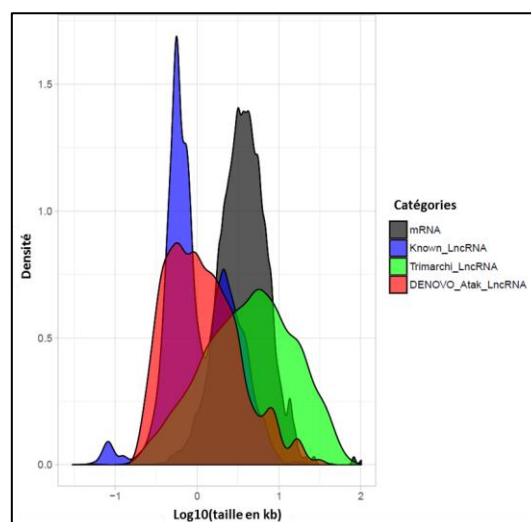 1.5
1.0
0.5
0.0
Densité
−1
0
1
2
Log10(taille en kb)
Catégories
mRNA
Known_LncRNA
Trimarchi_LncRNA
DENOVO_Atak_LncRNA